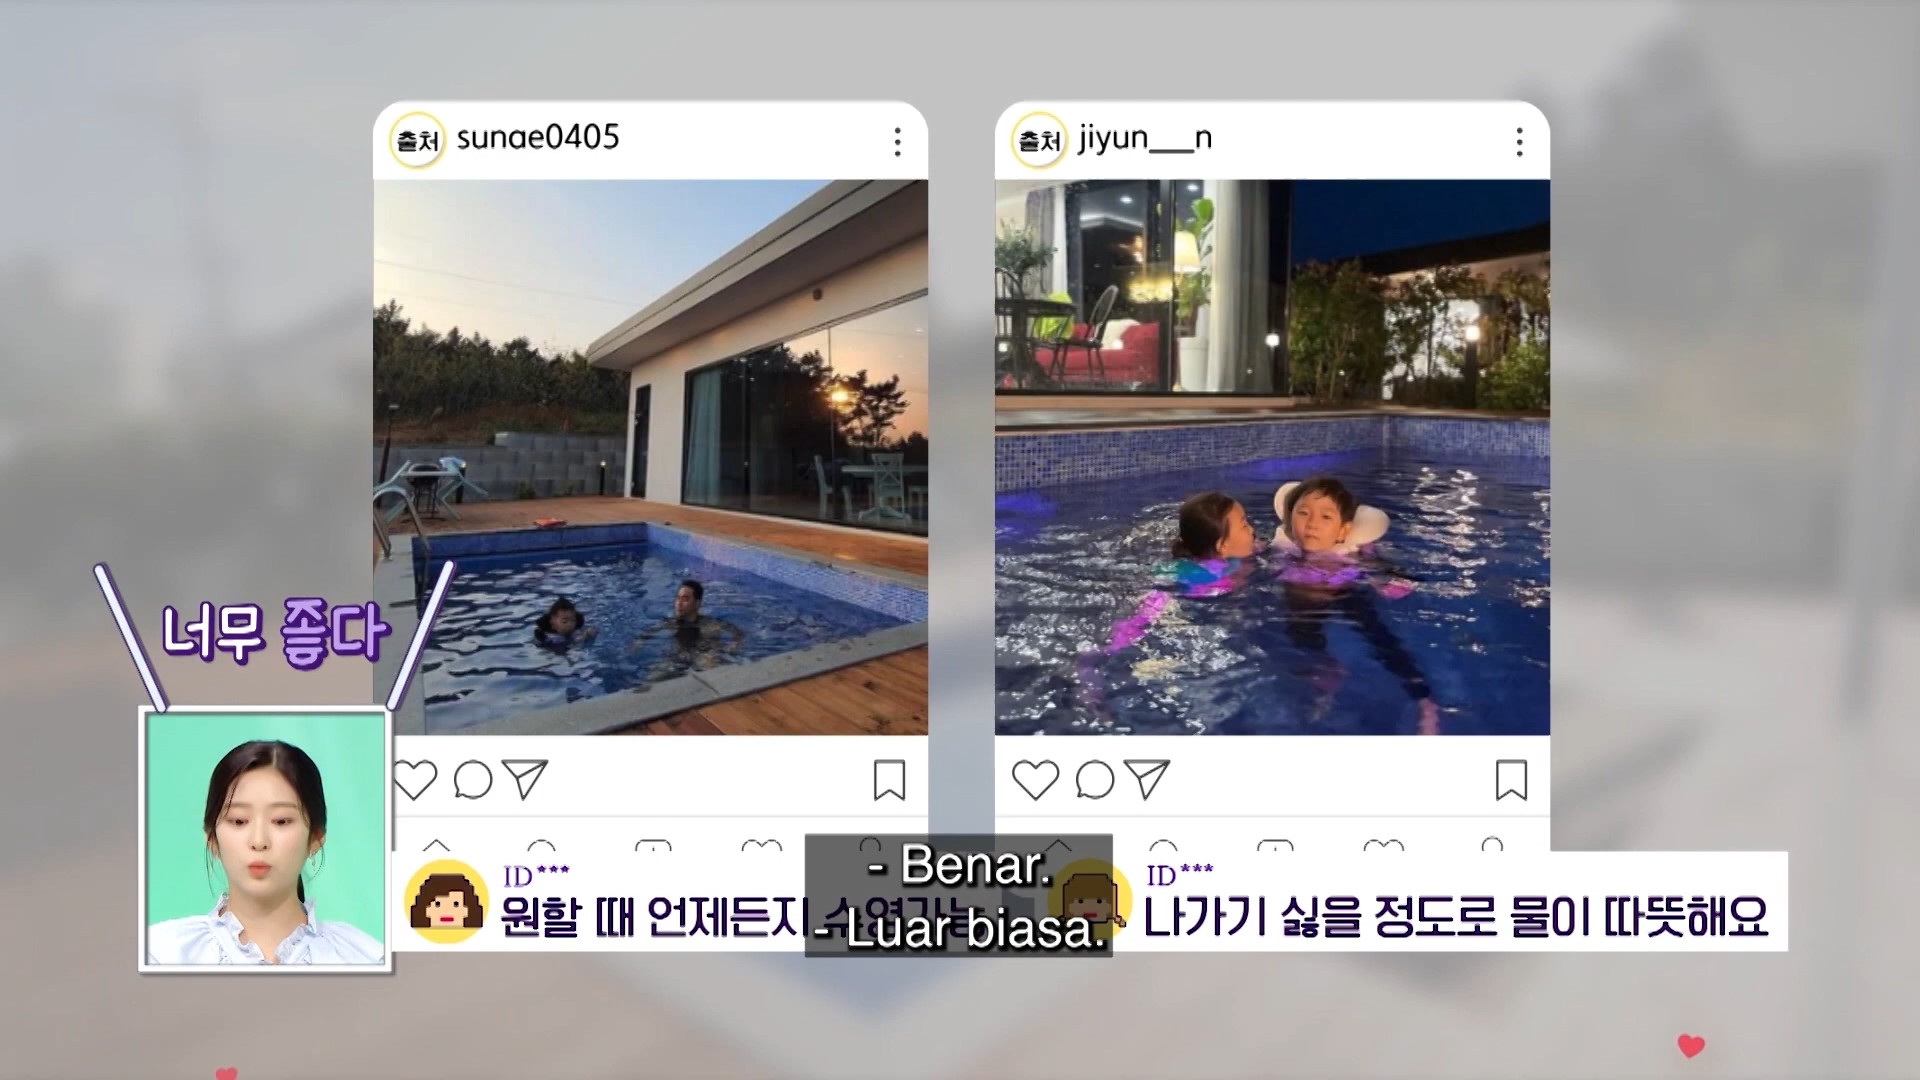 출처 sunae0405
출처 jiyun___n
너무 좋다
ID***
원할 때 언제든지
ID***
나가기 싫을 정도로 물이 따뜻해요
- Benar.
- Luar biasa.